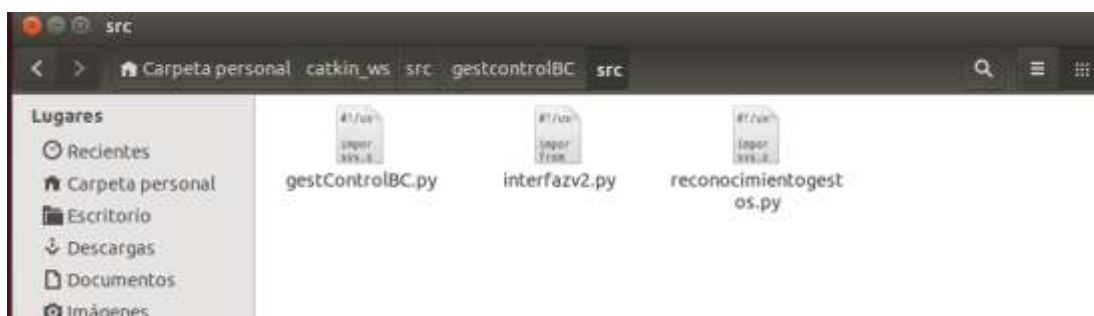 src
Carpeta personal catkin_ws src gestcontrolBC src
Lugares
Recientes
Carpeta personal
Escritorio
Descargas
Documentos
Imágenes
gestControlBC.py interfazv2.py reconocimientogest
os.py